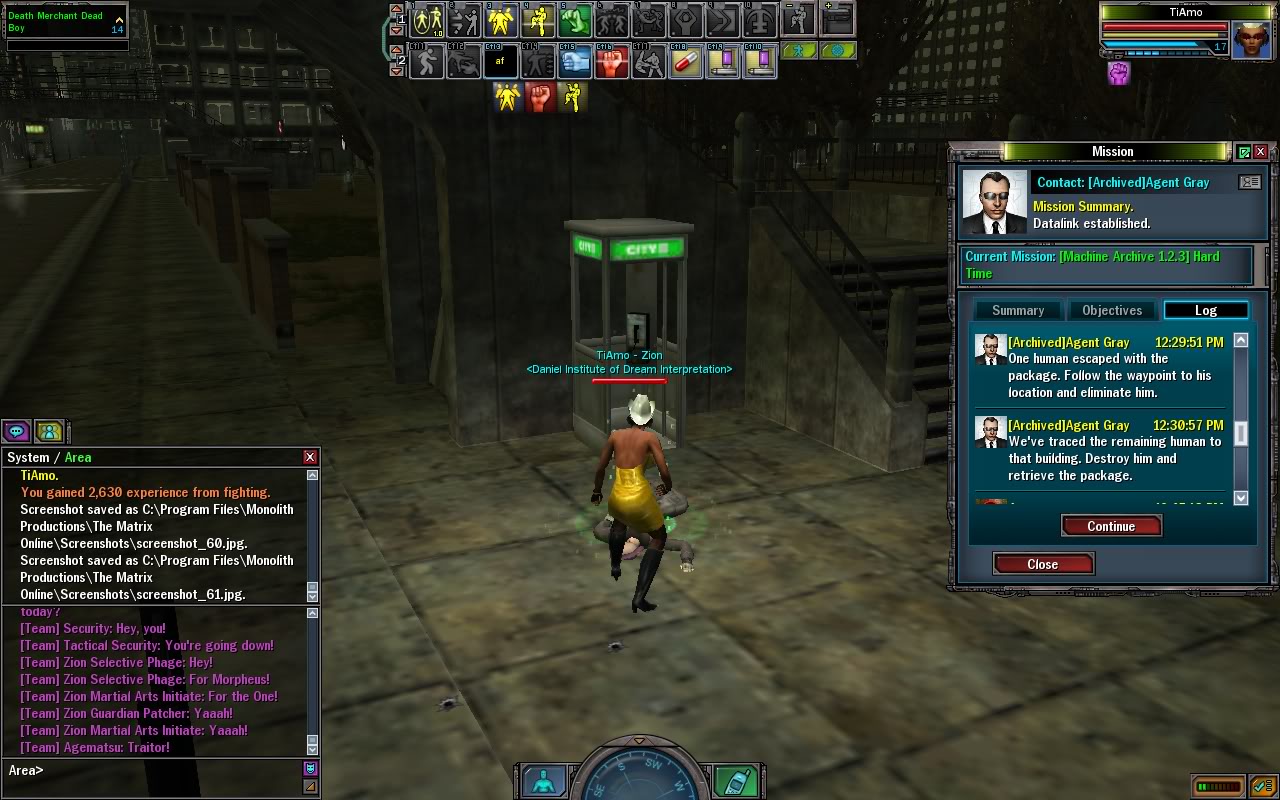 Death Merchant Dead
Boy
14
1
2
1.0
af
TiAmo
17
Mission
Contact: [Archived]Agent Gray
Mission Summary.
Datalink established.
Current Mission: [Machine Archive 1.2.3] Hard
Time
Summary
Objectives
Log
[Archived]Agent Gray 12:29:51 PM
One human escaped with the
package. Follow the waypoint to his
location and eliminate him.
[Archived]Agent Gray 12:30:57 PM
We've traced the remaining human to
that building. Destroy him and
retrieve the package.
Continue
Close
CITY
TiAmo - Zion
<Daniel Institute of Dream Interpretation>
System / Area
TiAmo.
You gained 2,630 experience from fighting.
Screenshot saved as C:\Program Files\Monolith
Productions\The Matrix
Online\Screenshots\screenshot_60.jpg.
Screenshot saved as C:\Program Files\Monolith
Productions\The Matrix
Online\Screenshots\screenshot_61.jpg.
today?
[Team] Security: Hey, you!
[Team] Tactical Security: You're going down!
[Team] Zion Selective Phage: Hey!
[Team] Zion Selective Phage: For Morpheus!
[Team] Zion Martial Arts Initiate: For the One!
[Team] Zion Guardian Patcher: Yaaah!
[Team] Zion Martial Arts Initiate: Yaaah!
[Team] Agematsu: Traitor!
Area>
SE
S
SW
W